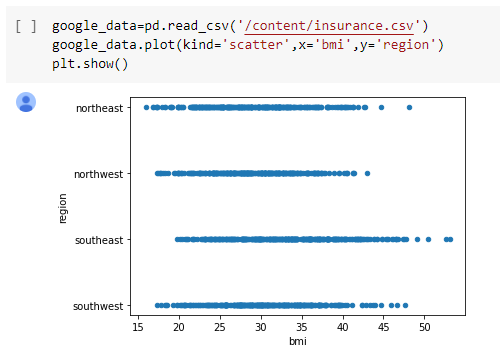 [ ] google_data=pd.read_csv('/content/insurance.csv')
google_data.plot(kind='scatter',x='bmi',y='region')
plt.show()
northeast
northwest
region
southeast
southwest
15 20 25 30 35 40 45 50
bmi